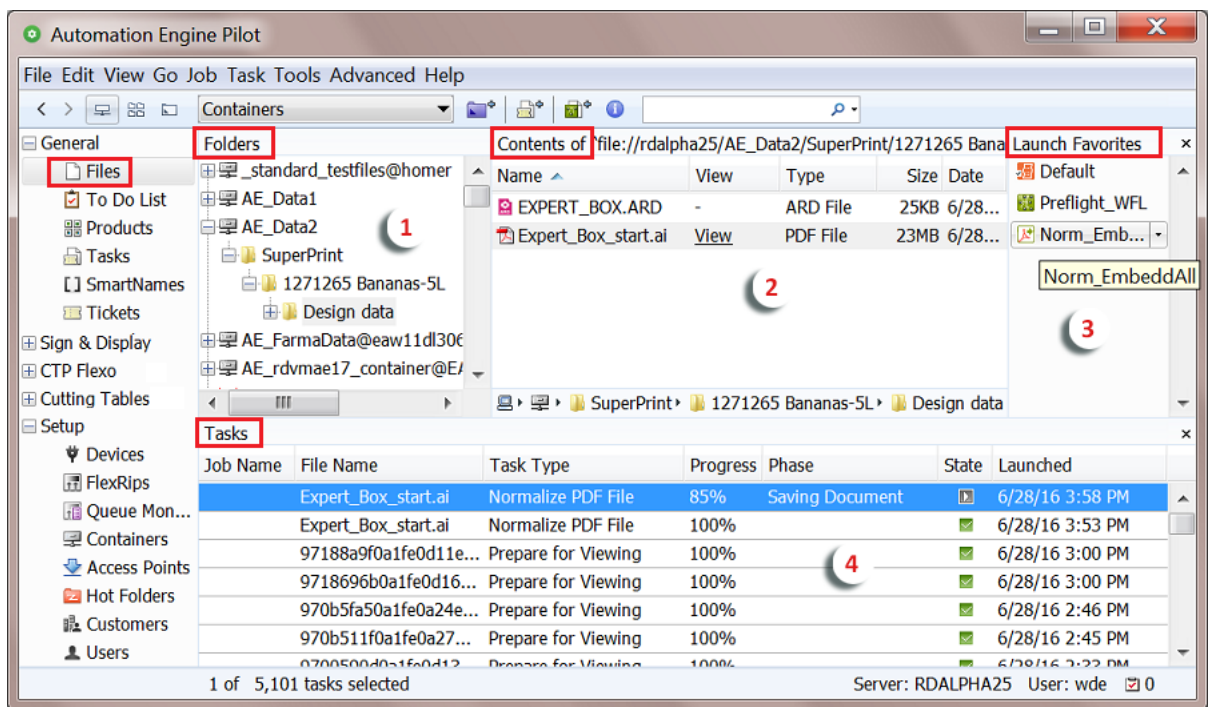 Automation Engine Pilot
File Edit View Go Job Task Tools Advanced Help
Containers
General
Files
To Do List
Products
Tasks
[] SmartNames
Tickets
Sign & Display
CTP Flexo
Cutting Tables
Setup
Devices
FlexRips
Queue Mon...
Containers
Access Points
Hot Folders
Customers
Users
Folders
_standard_testfiles@homer
AE_Data1
AE_Data2
SuperPrint
1271265 Bananas-5L
Design data
AE_FarmaData@eaw11dl306
AE_rdvmae17_container@EA
1
Contents of 'file://rdalpha25/AE_Data2/SuperPrint/1271265 Bana
Name View Type Size Date
EXPERT_BOX.ARD - ARD File 25KB 6/28...
Expert_Box_start.ai View PDF File 23MB 6/28...
2
SuperPrint 1271265 Bananas-5L Design data
Launch Favorites
Default
Preflight_WFL
Norm_Emb...
Norm_EmbeddAll
3
Tasks
Job Name File Name Task Type Progress Phase State Launched
Expert_Box_start.ai Normalize PDF File 85% Saving Document 6/28/16 3:58 PM
Expert_Box_start.ai Normalize PDF File 100% 6/28/16 3:53 PM
97188a9f0a1fe0d11e... Prepare for Viewing 100% 6/28/16 3:00 PM
9718696b0a1fe0d16... Prepare for Viewing 100% 6/28/16 3:00 PM
970b5fa50a1fe0a24e... Prepare for Viewing 100% 6/28/16 2:46 PM
970b511f0a1fe0a27... Prepare for Viewing 100% 6/28/16 2:45 PM
Prepare for Viewing 100%
4
1 of 5,101 tasks selected
Server: RDALPHA25 User: wde 0